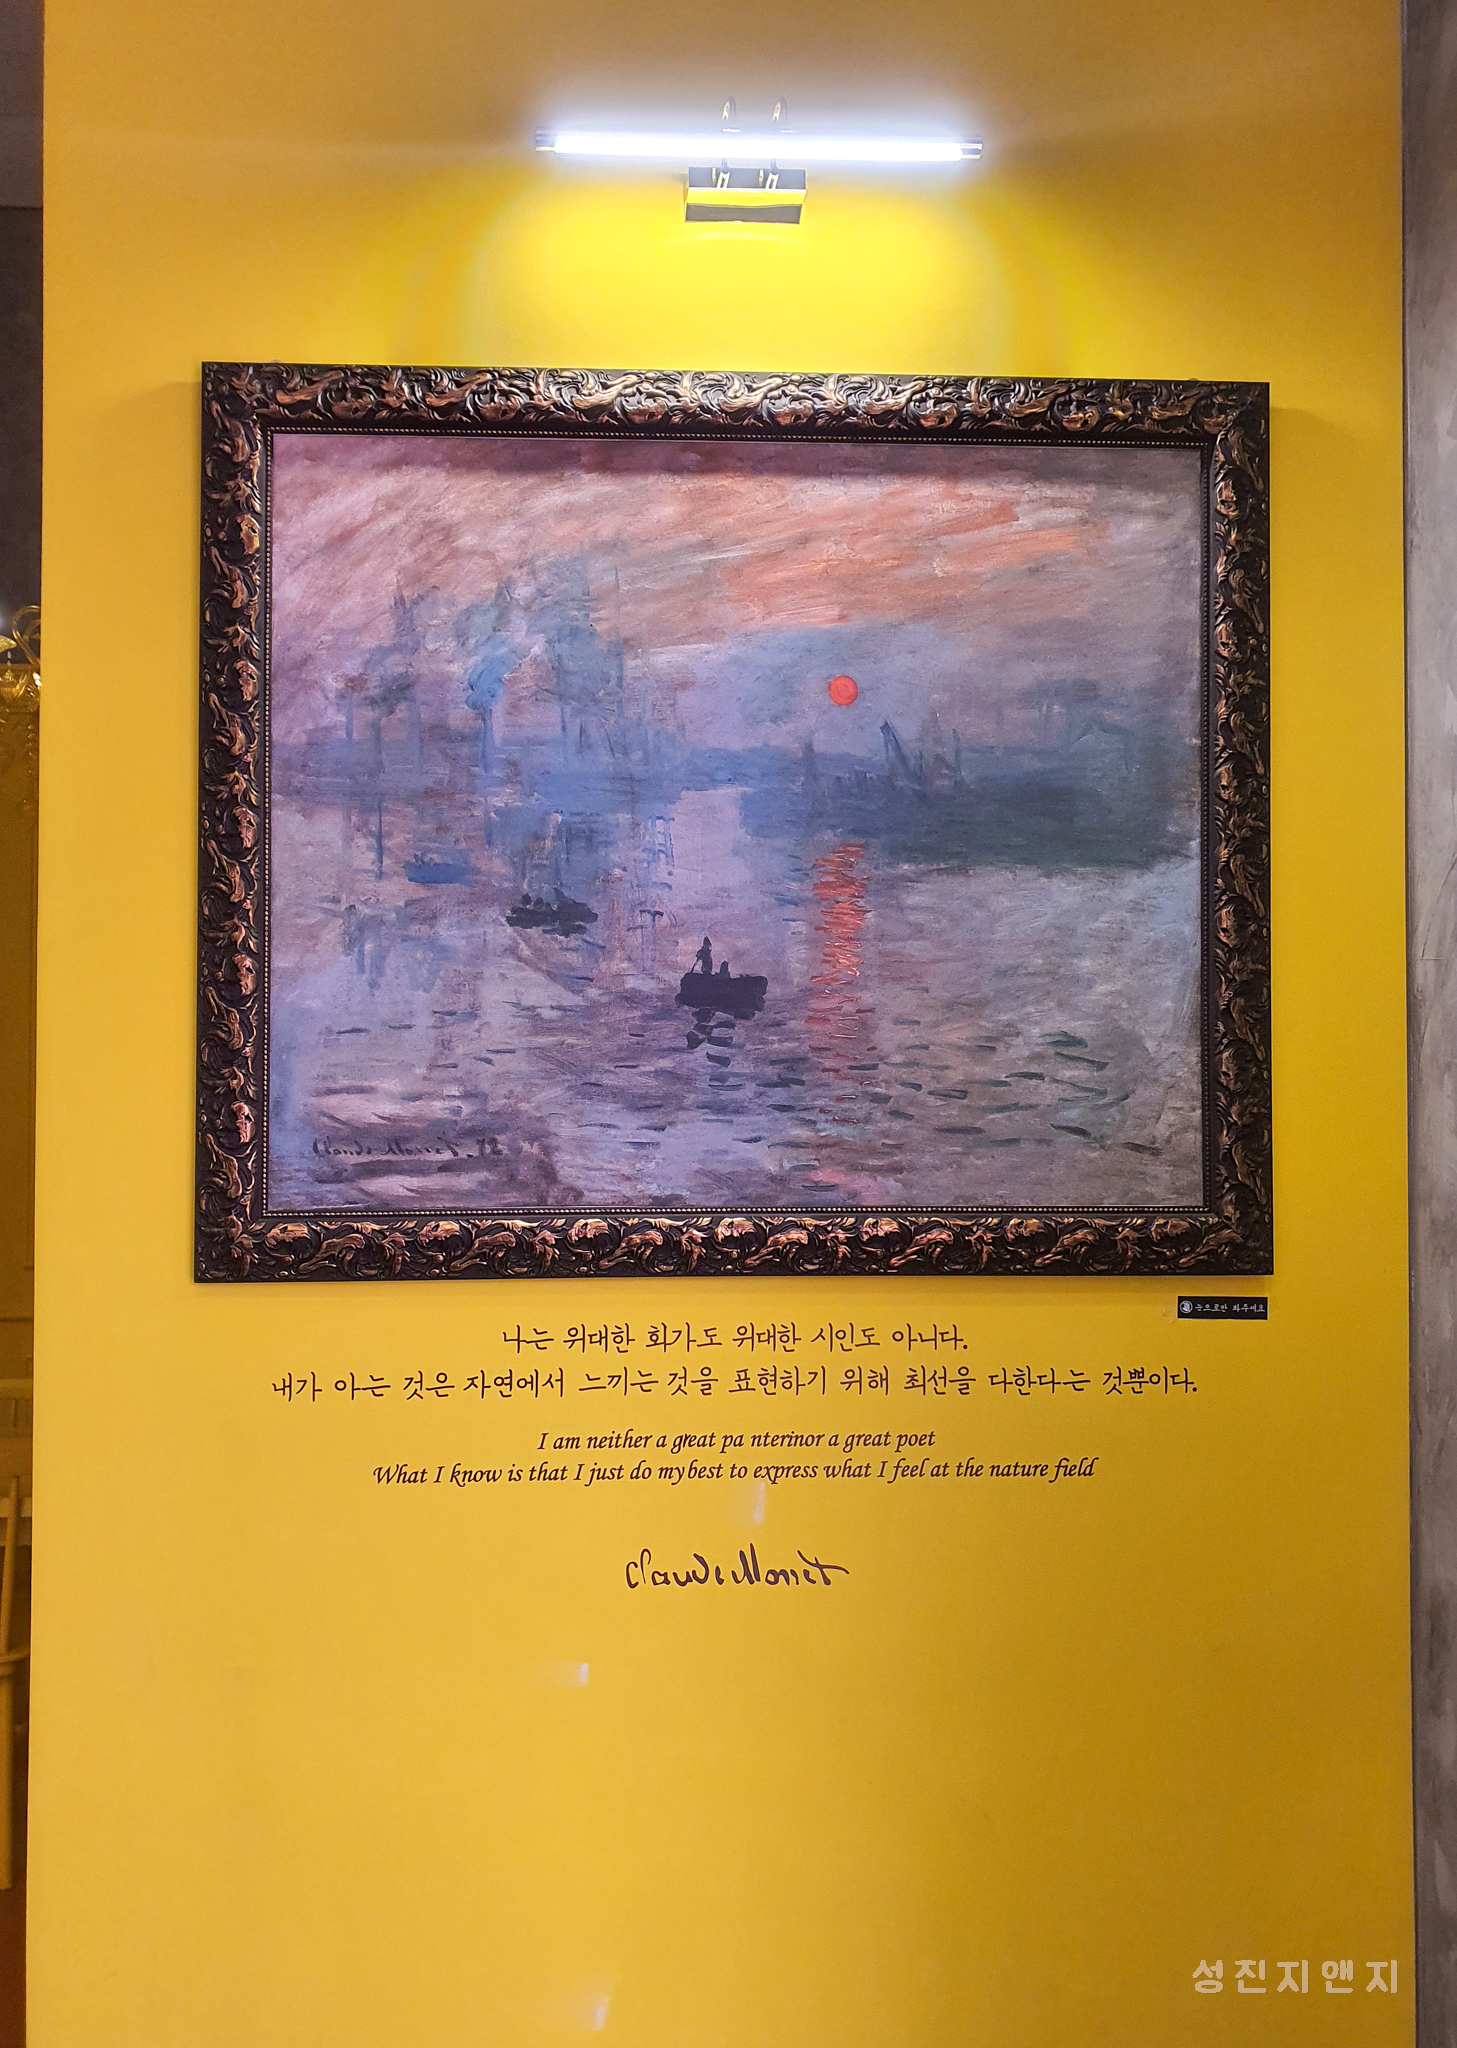 Claude Monet. 72
눈으로만 봐주세요
나는 위대한 화가도 위대한 시인도 아니다.
내가 아는 것은 자연에서 느끼는 것을 표현하기 위해 최선을 다한다는 것뿐이다.
I am neither a great pa nterinor a great poet
What I know is that I just do my best to express what I feel at the nature field
Claude Monet
성진지앤지